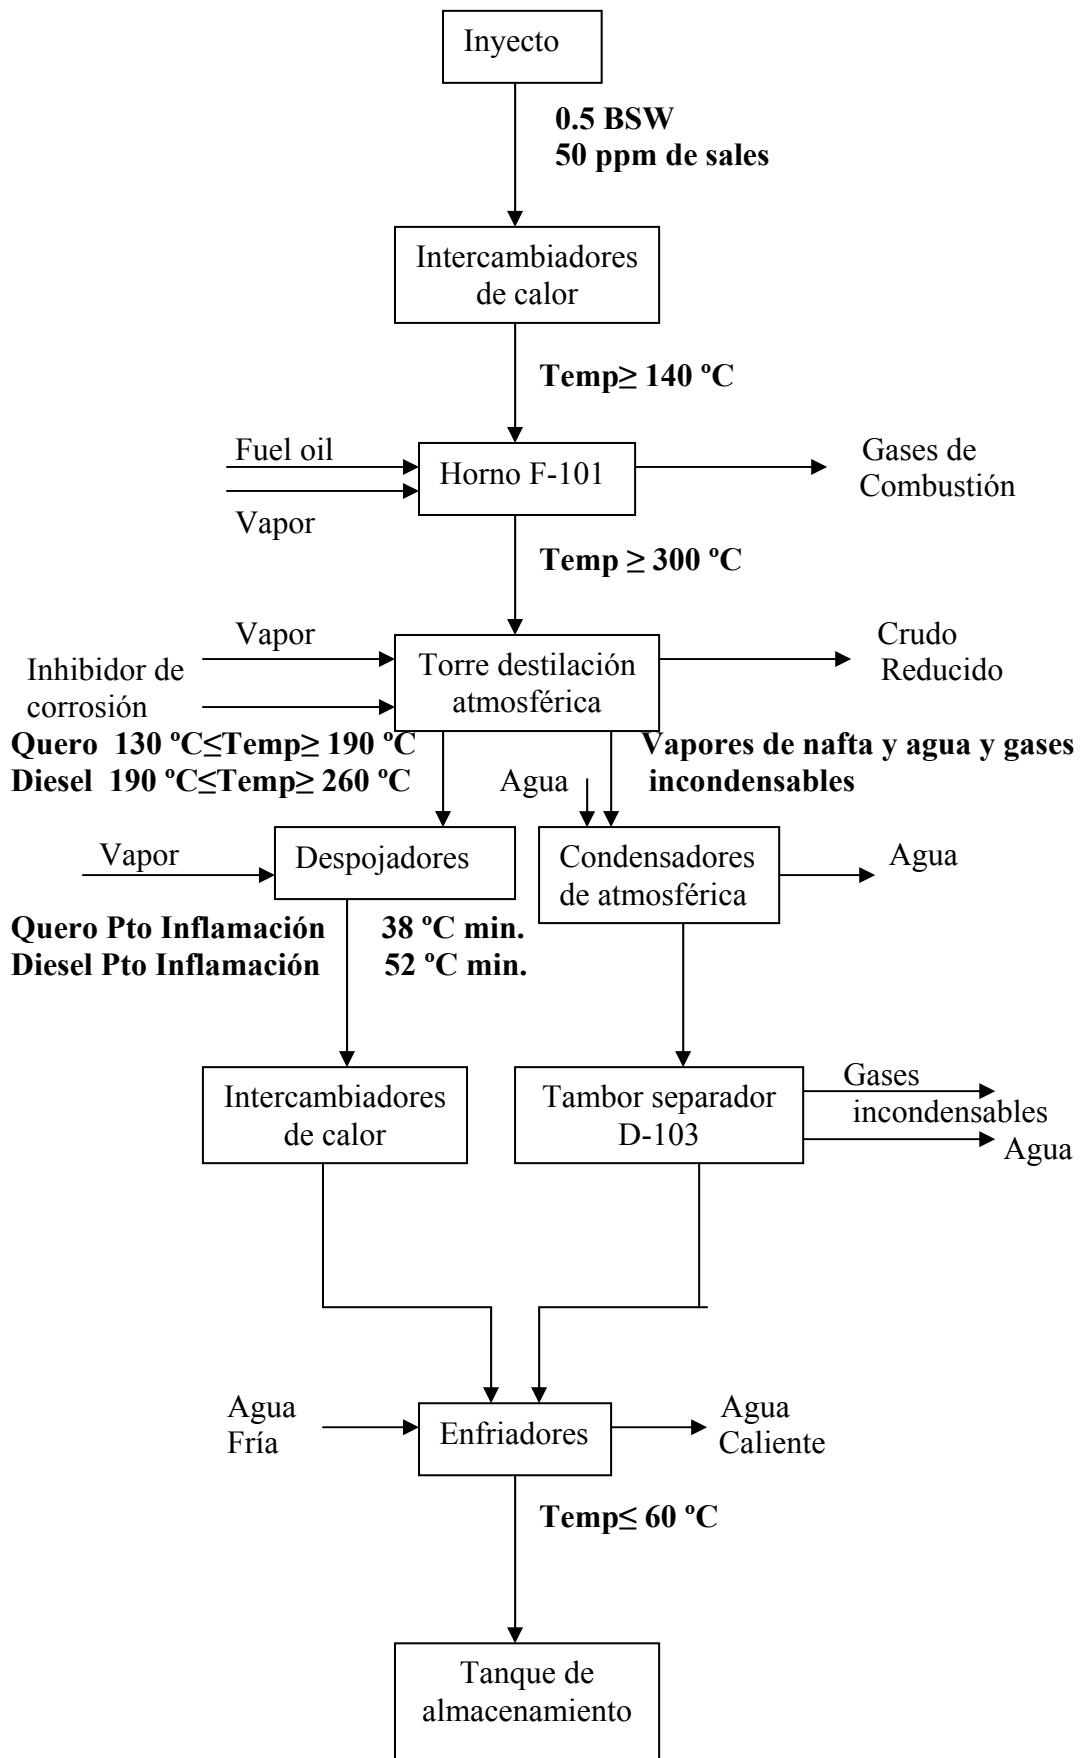 Inyecto
0.5 BSW
50 ppm de sales
Intercambiadores
de calor
Temp≥ 140 ºC
Fuel oil
Vapor
Horno F-101
Gases de
Combustión
Temp ≥ 300 ºC
Vapor
Inhibidor de
corrosión
Torre destilación
atmosférica
Crudo
Reducido
Quero 130 ºC≤Temp≥ 190 ºC
Diesel 190 ºC≤Temp≥ 260 ºC
Vapores de nafta y agua y gases
incondensables
Agua
Vapor
Despojadores
Condensadores
de atmosférica
Agua
Quero Pto Inflamación 38 ºC min.
Diesel Pto Inflamación 52 ºC min.
Intercambiadores
de calor
Tambor separador
D-103
Gases
incondensables
Agua
Agua
Fría
Enfriadores
Agua
Caliente
Temp≤ 60 ºC
Tanque de
almacenamiento